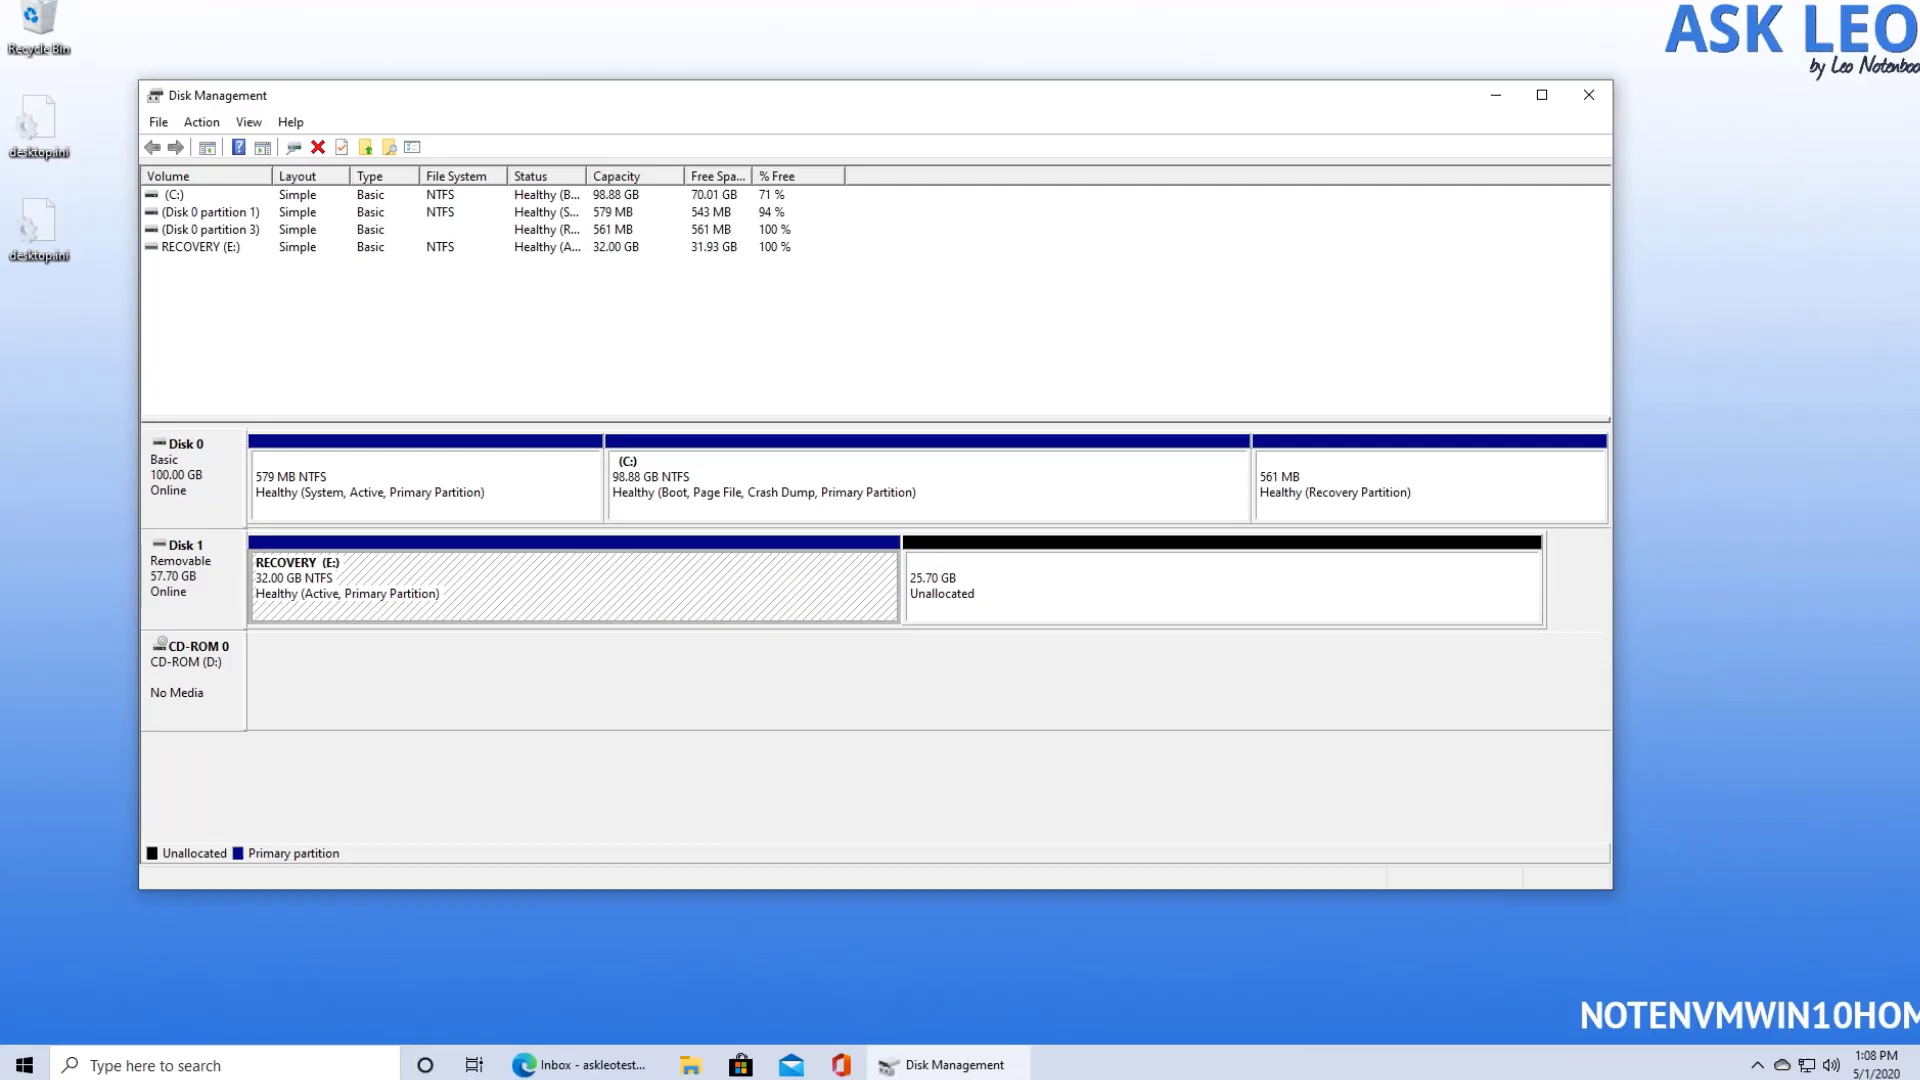 Recycle Bin
desktop.ini
desktop.ini
ASK LEO
by Leo
Disk Management
File Action View Help
Volume Layout Type File System Status Capacity Free Spa... % Free
(C:) Simple Basic NTFS Healthy (B... 98.88 GB 70.01 GB 71 %
(Disk 0 partition 1) Simple Basic NTFS Healthy (S... 579 MB 543 MB 94 %
(Disk 0 partition 3) Simple Basic Healthy (R... 561 MB 561 MB 100 %
RECOVERY (E:) Simple Basic NTFS Healthy (A... 32.00 GB 31.93 GB 100 %
Disk 0
Basic
100.00 GB
Online
579 MB NTFS
Healthy (System, Active, Primary Partition)
(C:)
98.88 GB NTFS
Healthy (Boot, Page File, Crash Dump, Primary Partition)
561 MB
Healthy (Recovery Partition)
Disk 1
Removable
57.70 GB
Online
RECOVERY (E:)
32.00 GB NTFS
Healthy (Active, Primary Partition)
25.70 GB
Unallocated
CD-ROM 0
CD-ROM (D:)
No Media
Unallocated Primary partition
NOTENVMWIN10HOM
Type here to search
Inbox - askleotest...
Disk Management
1:08 PM
5/1/2020